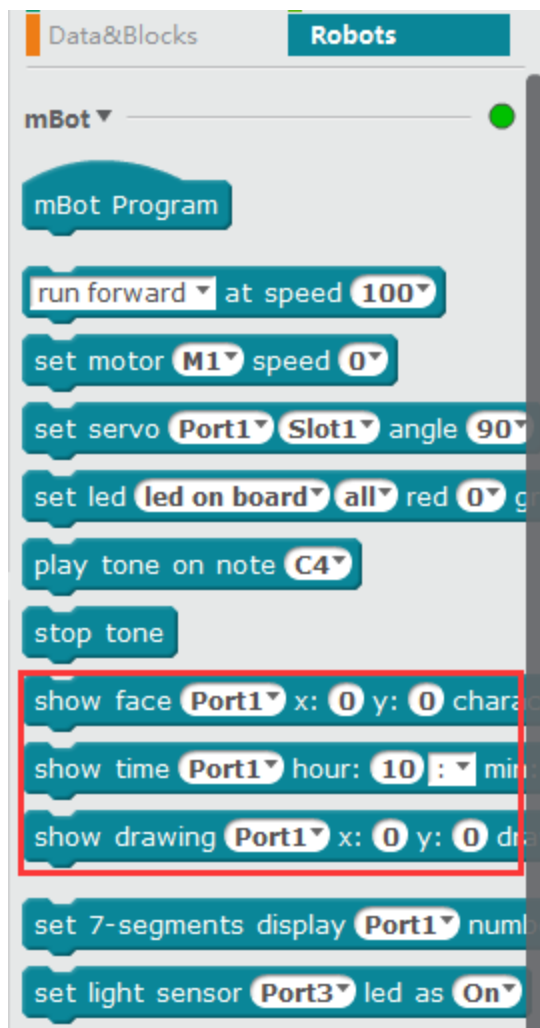 Data&Blocks Robots
mBot
mBot Program
run forward at speed 100
set motor M1 speed 0
set servo Port1 Slot1 angle 90
set led led on board all red 0
play tone on note C4
stop tone
show face Port1 x: 0 y: 0
show time Port1 hour: 10 : min:
show drawing Port1 x: 0 y: 0
set 7-segments display Port1
set light sensor Port3 led as On